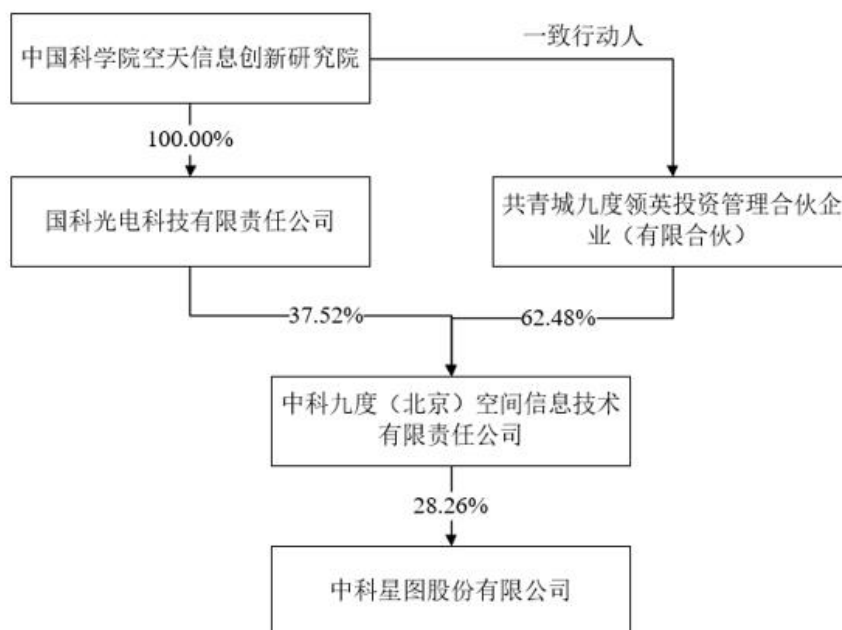 中国科学院空天信息创新研究院
一致行动人
100.00%
国科光电科技有限责任公司
共青城九度领英投资管理合伙企
业（有限合伙）
37.52%
62.48%
中科九度（北京）空间信息技术
有限责任公司
28.26%
中科星图股份有限公司